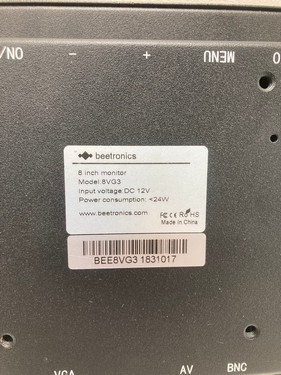 ON/
-
+
MENU
beetronics
8 inch monitor
Model:8VG3
Input voltage:DC 12V
Power consumption: <24W
www.beetronics.com
FC CE RoHS
Made in China
BEE8VG3 1831017
VGA
AV
BNC